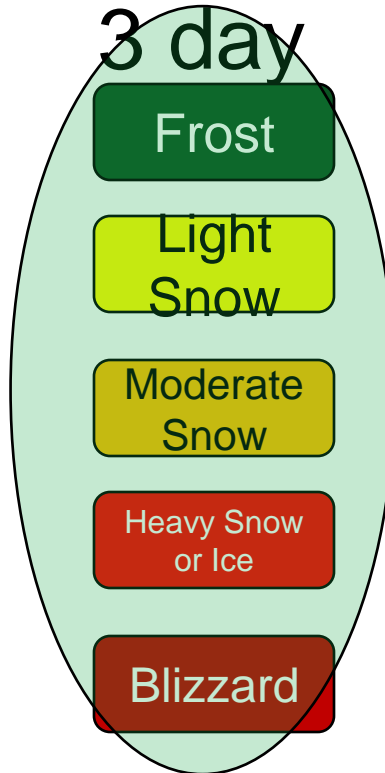 3 day
Frost
Light
Snow
Moderate
Snow
Heavy Snow
or Ice
Blizzard